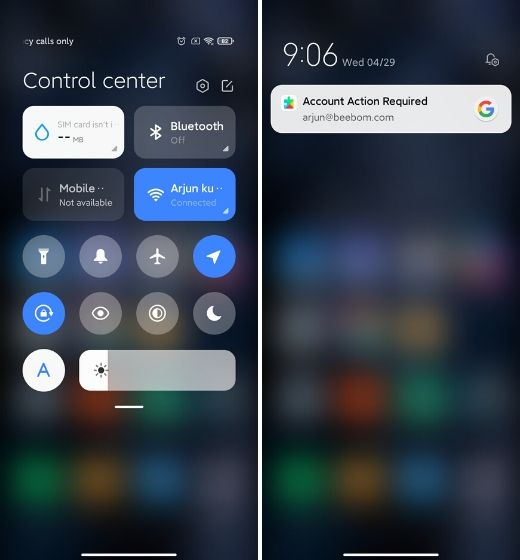 cy calls only
82
Control center
SIM card isn't i
-- MB
Bluetooth
Off
Mobile ··
Not available
Arjun ku ··
Connected
A
9:06 Wed 04/29
Account Action Required
arjun@beebom.com
G